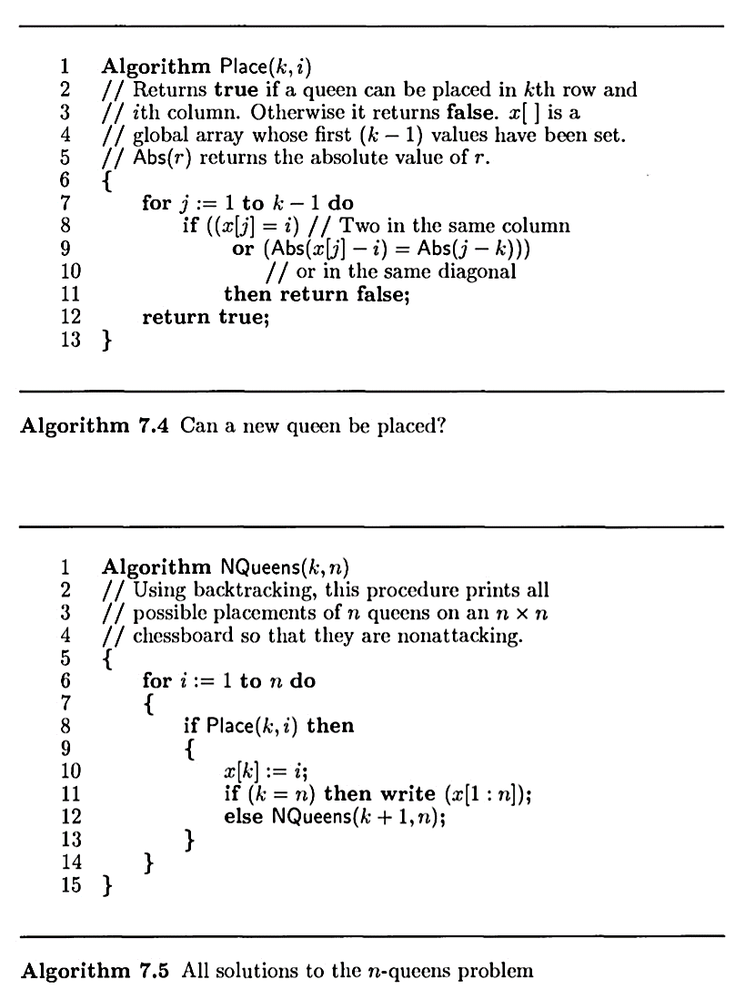 1 Algorithm Place(k, i)
2 // Returns true if a queen can be placed in kth row and
3 // ith column. Otherwise it returns false. x[ ] is a
4 // global array whose first (k − 1) values have been set.
5 // Abs(r) returns the absolute value of r.
6 {
7 for j := 1 to k − 1 do
8 if ((x[j] = i) // Two in the same column
9 or (Abs(x[j] − i) = Abs(j − k)))
10 // or in the same diagonal
11 then return false;
12 return true;
13 }
Algorithm 7.4 Can a new queen be placed?
1 Algorithm NQueens(k, n)
2 // Using backtracking, this procedure prints all
3 // possible placements of n queens on an n × n
4 // chessboard so that they are nonattacking.
5 {
6 for i := 1 to n do
7 {
8 if Place(k, i) then
9 {
10 x[k] := i;
11 if (k = n) then write (x[1 : n]);
12 else NQueens(k + 1, n);
13 }
14 }
15 }
Algorithm 7.5 All solutions to the n-queens problem